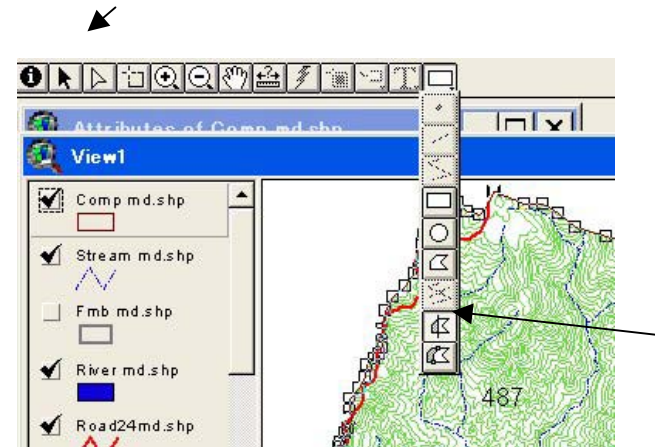 Attributes of Comp md.shp
View1
Comp md.shp
Stream md.shp
Fmb md.shp
River md.shp
Road24md.shp
487